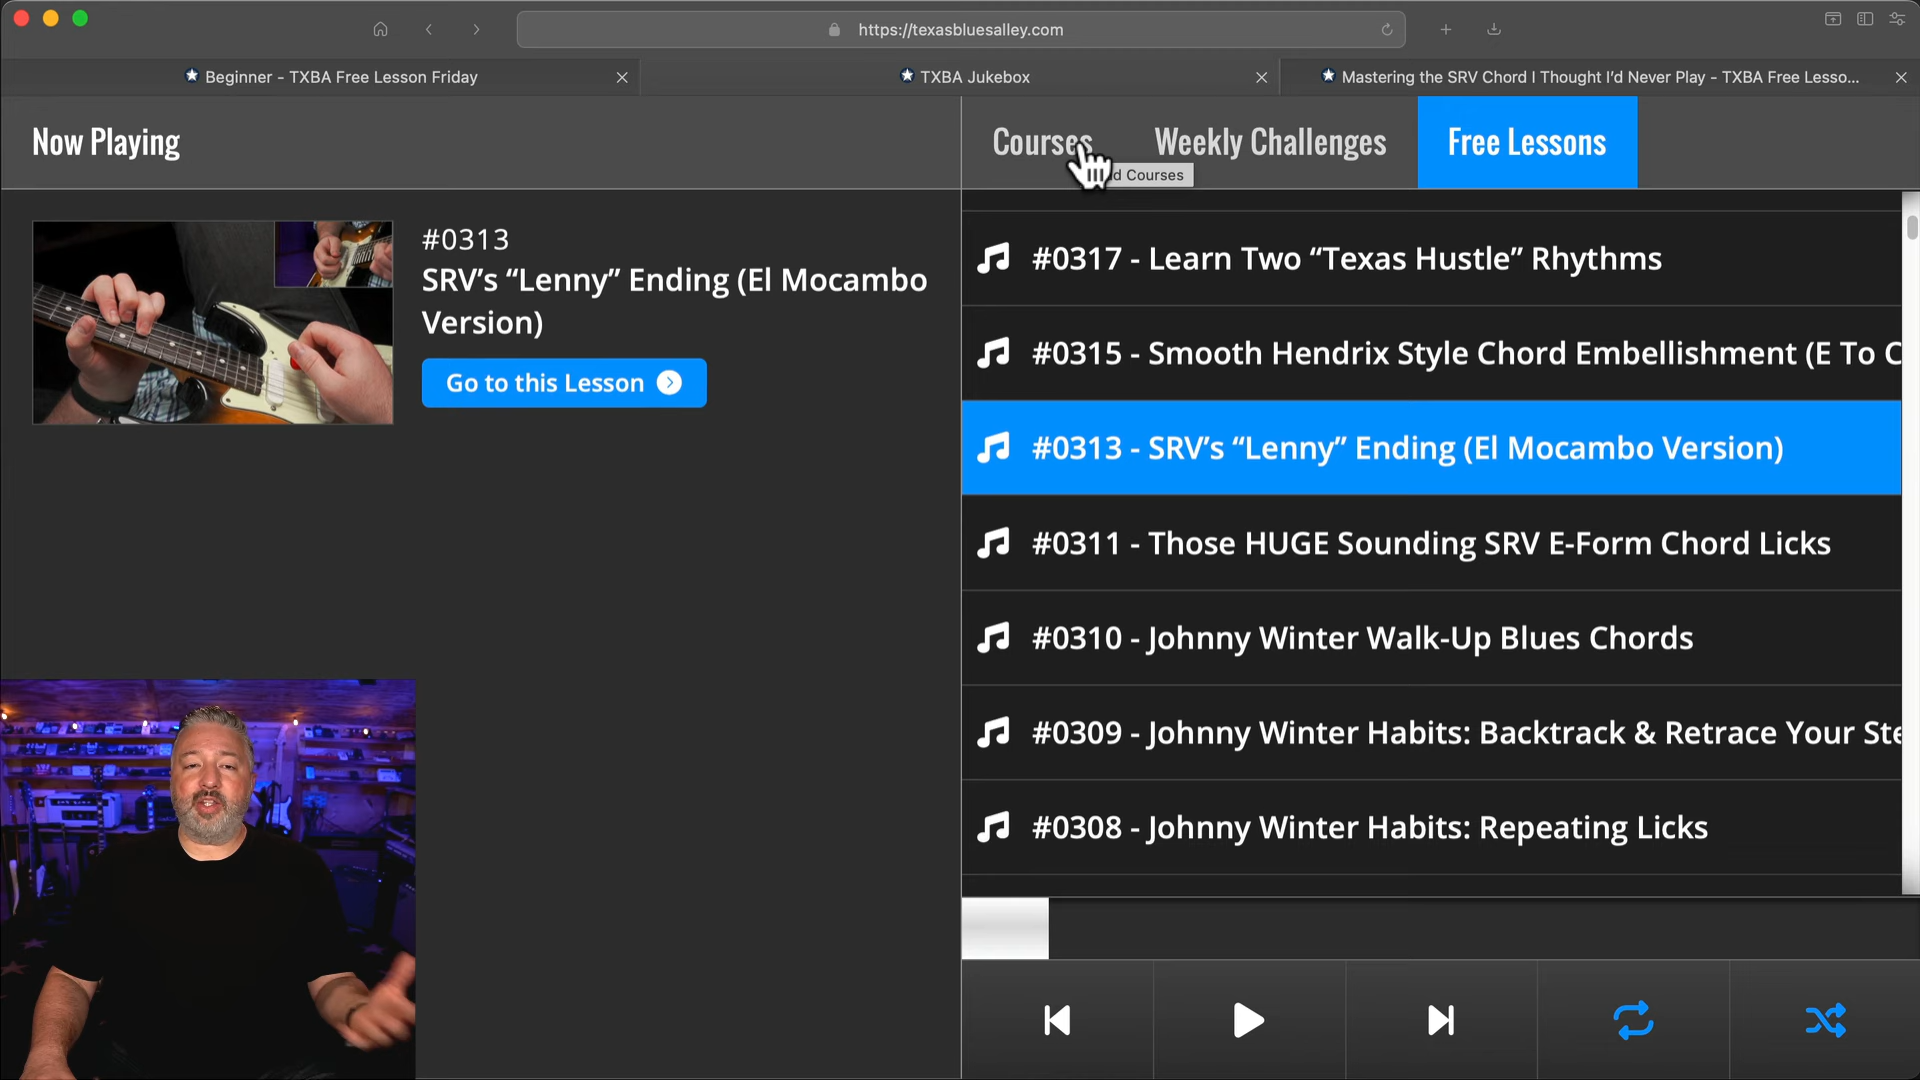 https://texasbluesalley.com
Beginner - TXBA Free Lesson Friday
TXBA Jukebox
Mastering the SRV Chord I Thought I'd Never Play - TXBA Free Lesso...
Now Playing
Courses
Weekly Challenges
Free Lessons
d Courses
#0313
SRV's “Lenny” Ending (El Mocambo
Version)
Go to this Lesson
#0317 - Learn Two “Texas Hustle” Rhythms
#0315 - Smooth Hendrix Style Chord Embellishment (E To C
#0313 - SRV's “Lenny” Ending (El Mocambo Version)
#0311 - Those HUGE Sounding SRV E-Form Chord Licks
#0310 - Johnny Winter Walk-Up Blues Chords
#0309 - Johnny Winter Habits: Backtrack & Retrace Your Ste
#0308 - Johnny Winter Habits: Repeating Licks